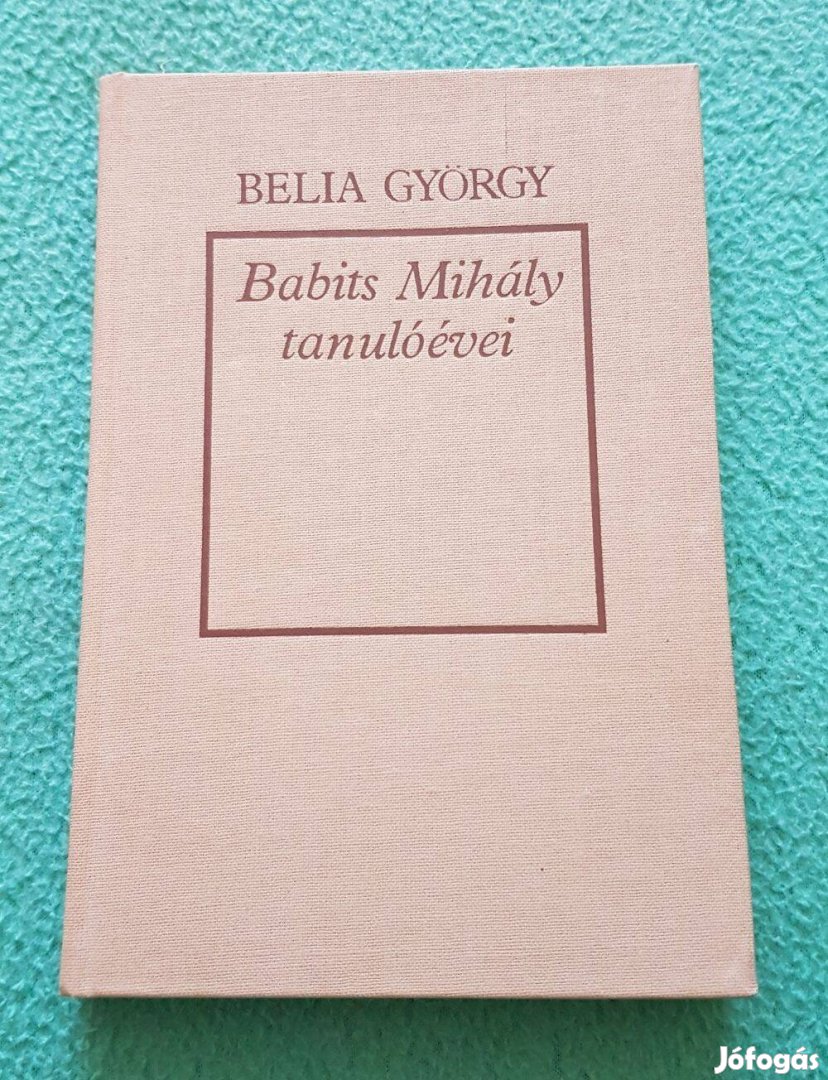 BELIA GYÖRGY
Babits Mihály
tanulóévei
Jófogás